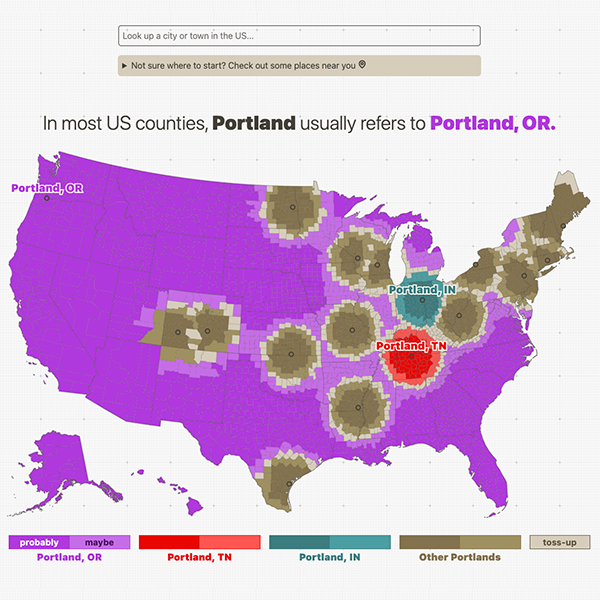 Look up a city or town in the US...
▶ Not sure where to start? Check out some places near you
In most US counties, Portland usually refers to Portland, OR.
Portland, OR
Portland, IN
Portland, TN
probably maybe toss-up
Portland, OR Portland, TN Portland, IN Other Portlands